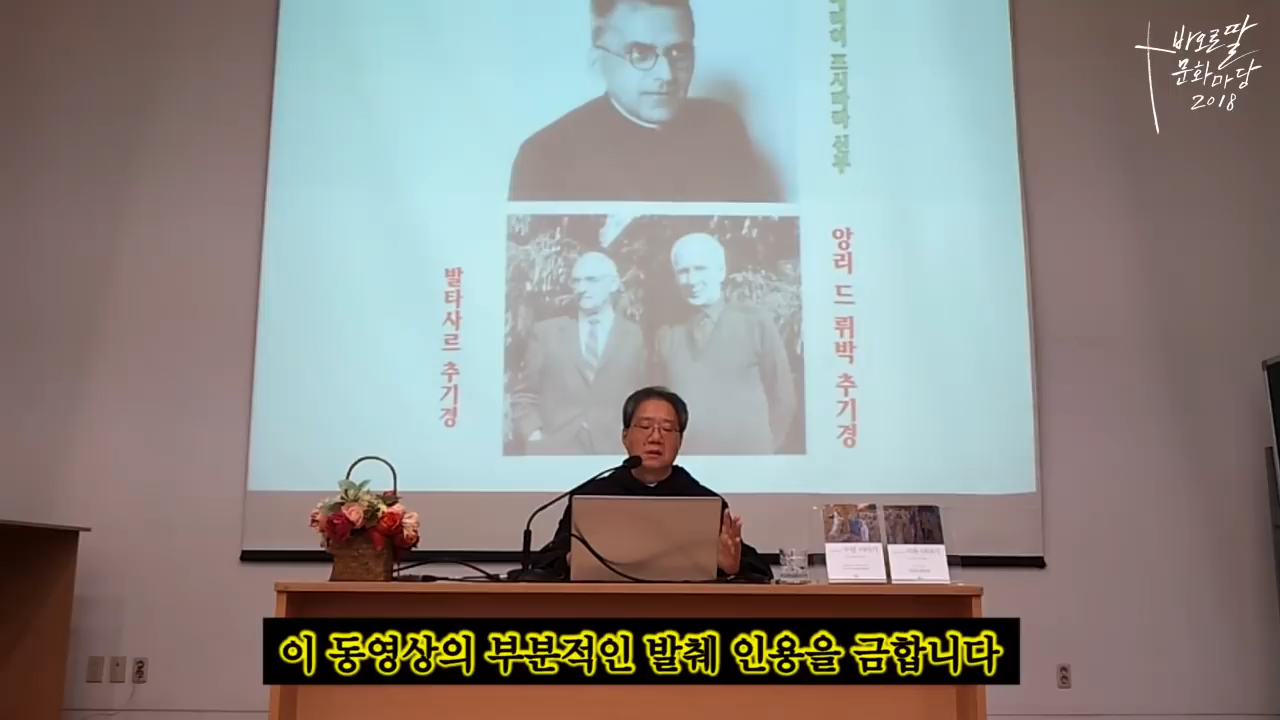 바오로딸
문화마당
2018
프시바라 신부
앙리 드 뤼박 추기경
발타사르 추기경
이 동영상의 부분적인 발췌 인용을 금합니다